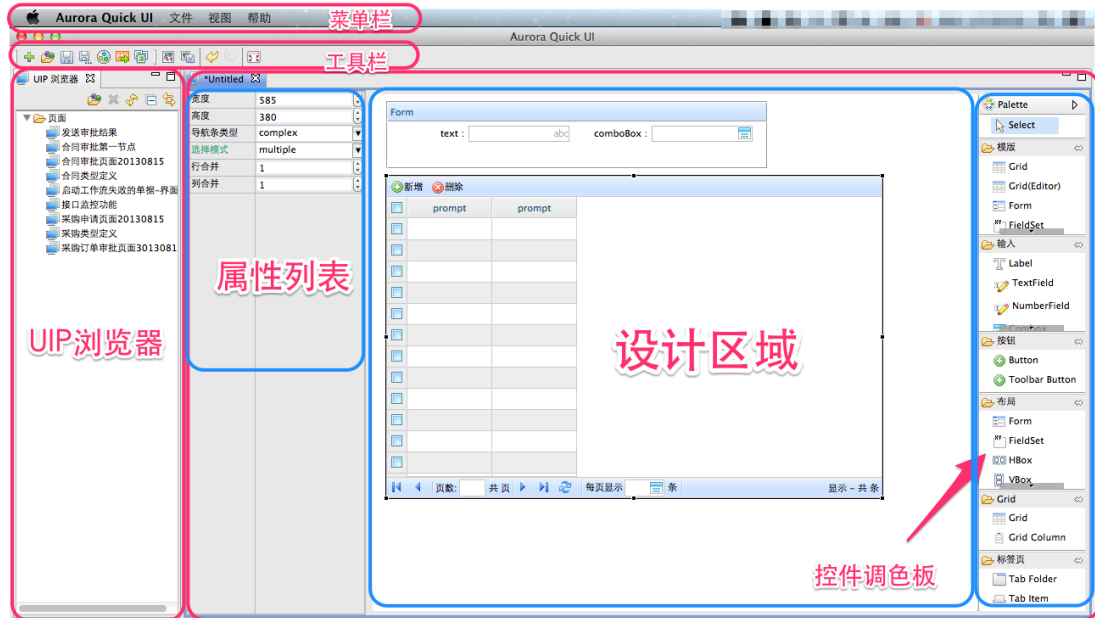 Aurora Quick UI 文件 视图 帮助
菜单栏
Aurora Quick UI
工具栏
UIP 浏览器
*Untitled
页面
发送审批结果
合同审批第一节点
合同审批页面20130815
合同类型定义
启动工作流失败的单据-界面
接口监控功能
采购申请页面20130815
采购类型定义
采购订单审批页面3013081
UIP浏览器
宽度 585
高度 380
导航条类型 complex
选择模式 multiple
行合并 1
列合并 1
属性列表
Form
text : abc comboBox :
新增 删除
prompt prompt
设计区域
页数: 共 页 每页显示 条 显示 - 共 条
控件调色板
Palette
Select
模版
Grid
Grid(Editor)
Form
FieldSet
输入
Label
TextField
NumberField
Combox
按钮
Button
Toolbar Button
布局
Form
FieldSet
HBox
VBox
Grid
Grid
Grid Column
标签页
Tab Folder
Tab Item